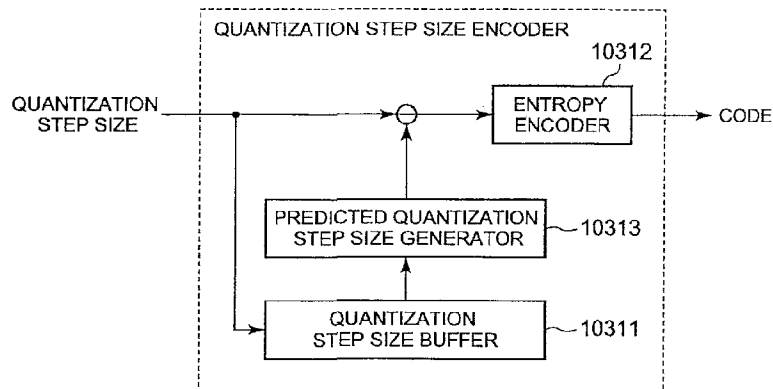 QUANTIZATION STEP SIZE ENCODER
10312
QUANTIZATION
STEP SIZE
ENTROPY
ENCODER
CODE
PREDICTED QUANTIZATION
STEP SIZE GENERATOR
10313
QUANTIZATION
STEP SIZE BUFFER
10311